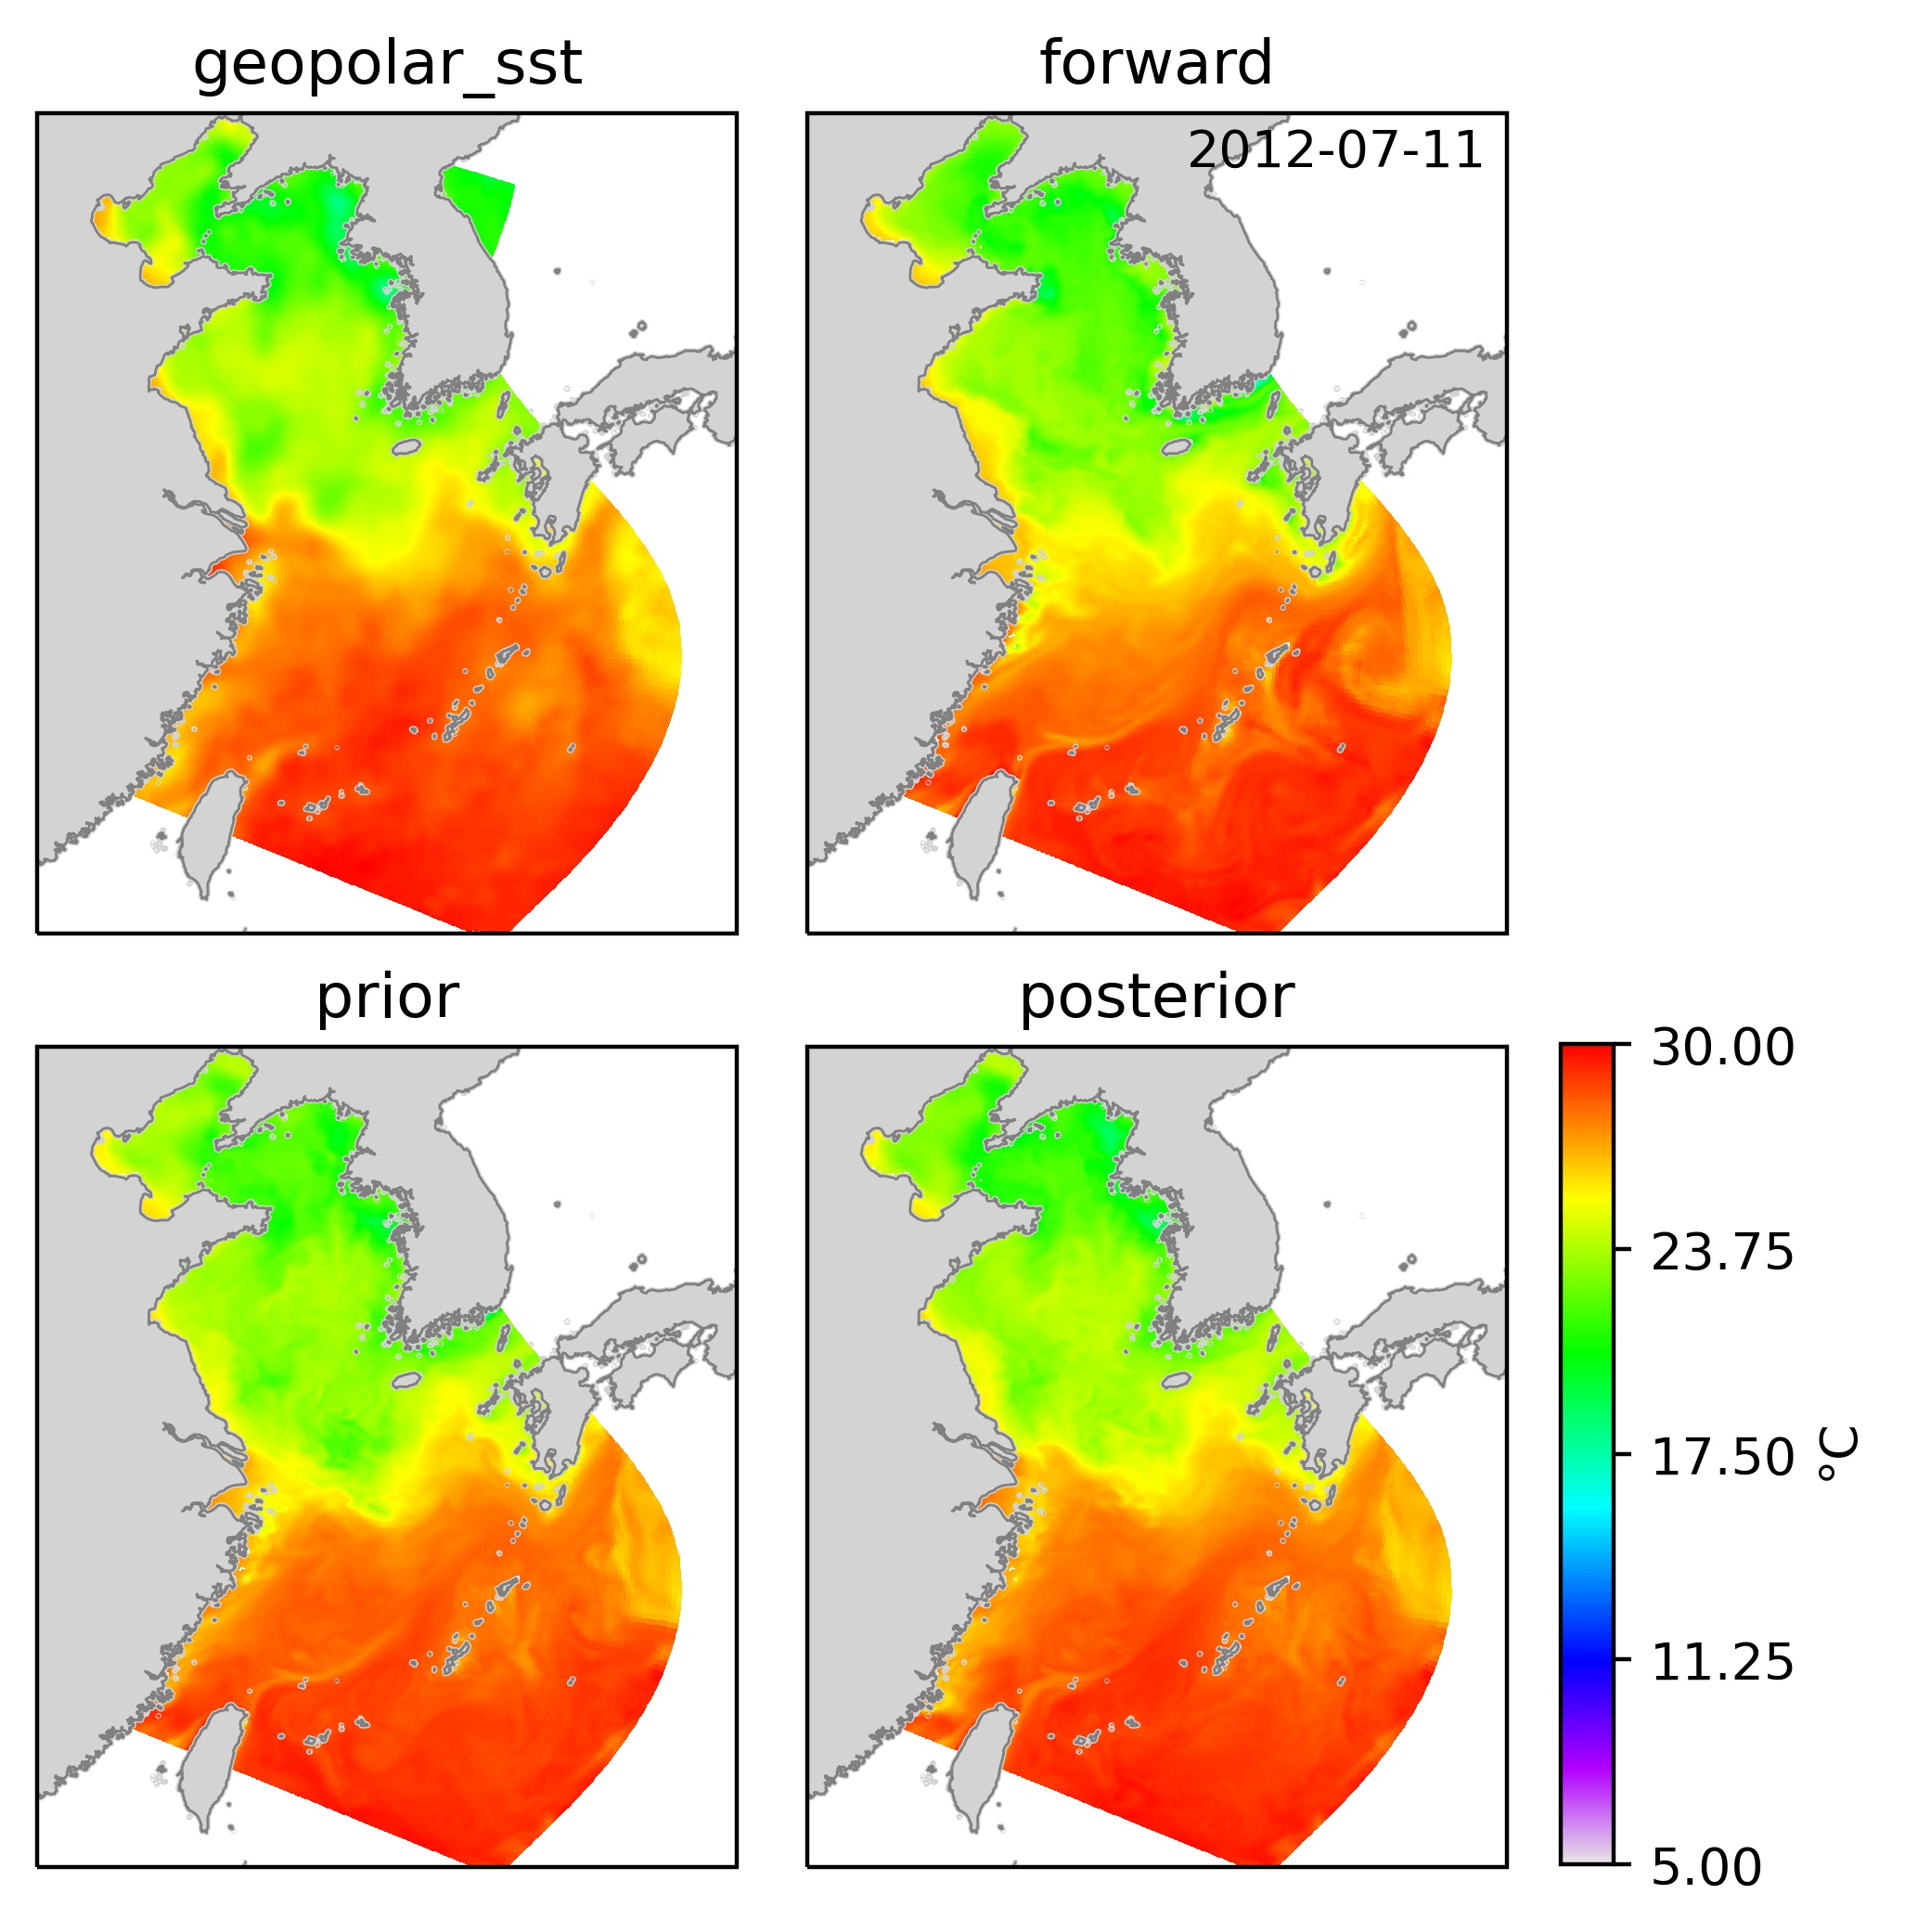 geopolar_sst
forward
2012-07-11
prior
posterior
30.00
23.75
17.50
11.25
5.00
°C